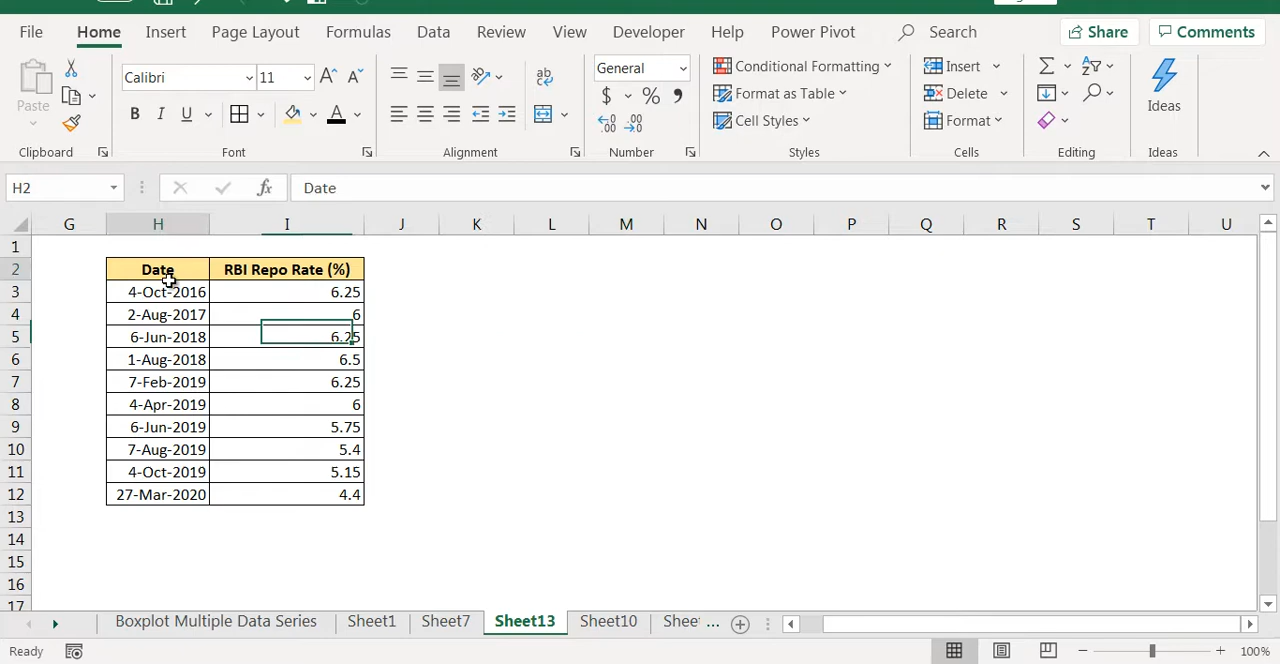 File Home Insert Page Layout Formulas Data Review View Developer Help Power Pivot Search Share Comments
Calibri 11 General Conditional Formatting Insert
Paste Format as Table Delete Ideas
B I U A $ % Cell Styles Format
Clipboard Font Alignment Number Styles Cells Editing Ideas
H2 fx Date
G H I J K L M N O P Q R S T U
1
2 Date RBI Repo Rate (%)
3 4-Oct-2016 6.25
4 2-Aug-2017 6
5 6-Jun-2018 6.25
6 1-Aug-2018 6.5
7 7-Feb-2019 6.25
8 4-Apr-2019 6
9 6-Jun-2019 5.75
10 7-Aug-2019 5.4
11 4-Oct-2019 5.15
12 27-Mar-2020 4.4
13
14
15
16
17
Boxplot Multiple Data Series Sheet1 Sheet7 Sheet13 Sheet10 Shee ...
Ready 100%